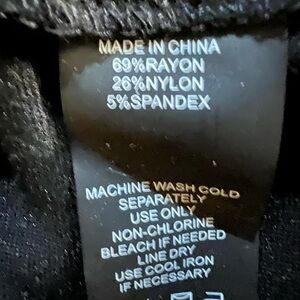 MADE IN CHINA
69%RAYON
26%NYLON
5%SPANDEX
MACHINE WASH COLD
SEPARATELY
USE ONLY
NON-CHLORINE
BLEACH IF NEEDED
LINE DRY
USE COOL IRON
IF NECESSARY